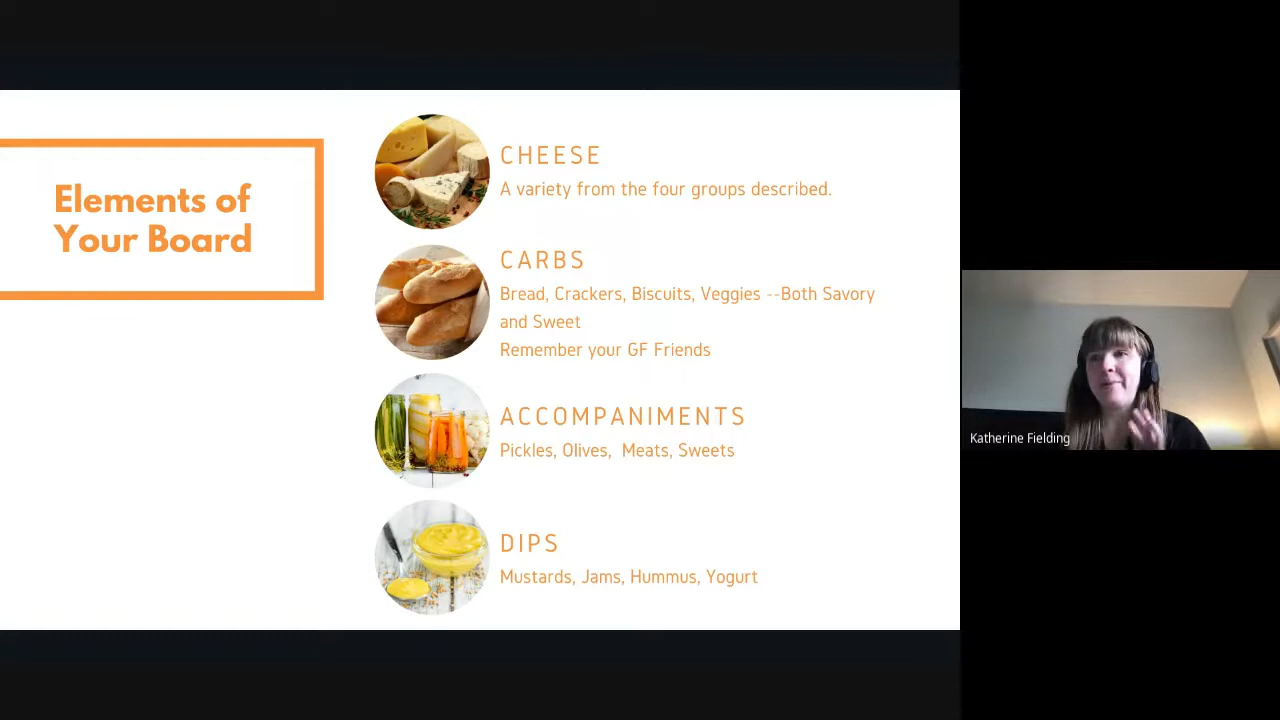 Elements of
Your Board
CHEESE
A variety from the four groups described.
CARBS
Bread, Crackers, Biscuits, Veggies --Both Savory
and Sweet
Remember your GF Friends
ACCOMPANIMENTS
Pickles, Olives,  Meats, Sweets
DIPS
Mustards, Jams, Hummus, Yogurt
Katherine Fielding